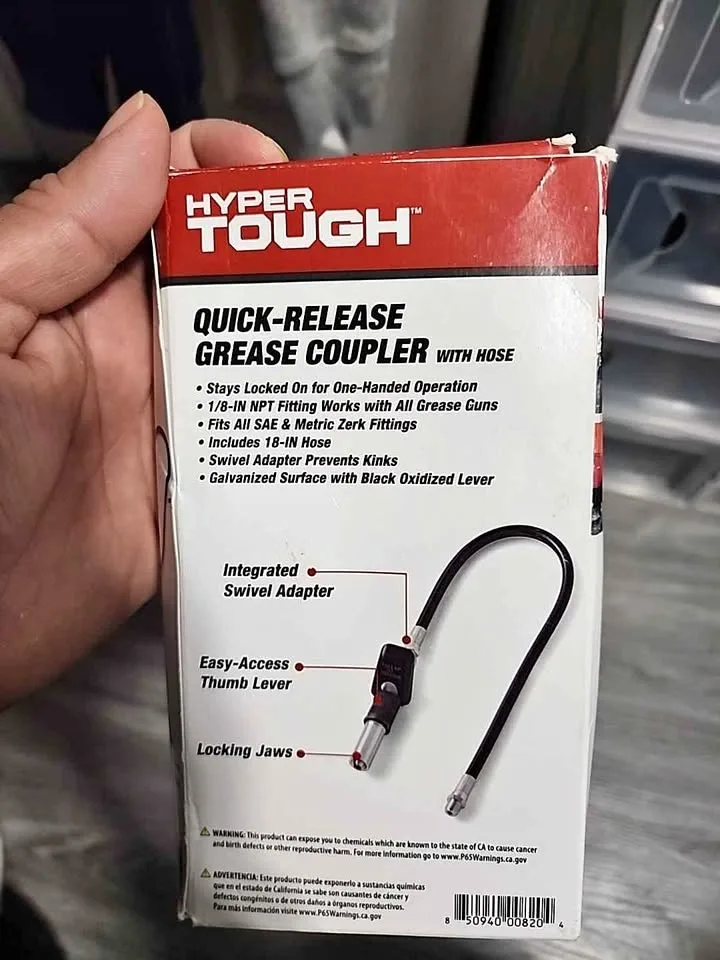 HYPER
TOUGH™
QUICK-RELEASE
GREASE COUPLER WITH HOSE
• Stays Locked On for One-Handed Operation
• 1/8-IN NPT Fitting Works with All Grease Guns
• Fits All SAE & Metric Zerk Fittings
• Includes 18-IN Hose
• Swivel Adapter Prevents Kinks
• Galvanized Surface with Black Oxidized Lever
Integrated
Swivel Adapter
Easy-Access
Thumb Lever
Locking Jaws
⚠ WARNING: This product can expose you to chemicals which are known to the state of CA to cause cancer
and birth defects or other reproductive harm. For more information go to www.P65Warnings.ca.gov
⚠ ADVERTENCIA: Este producto puede exponerlo a sustancias químicas
que en el estado de California se sabe son causantes de cáncer y
defectos congénitos o de otros daños a órganos reproductivos.
Para más información visite www.P65Warnings.ca.gov
8 50940 00820 4